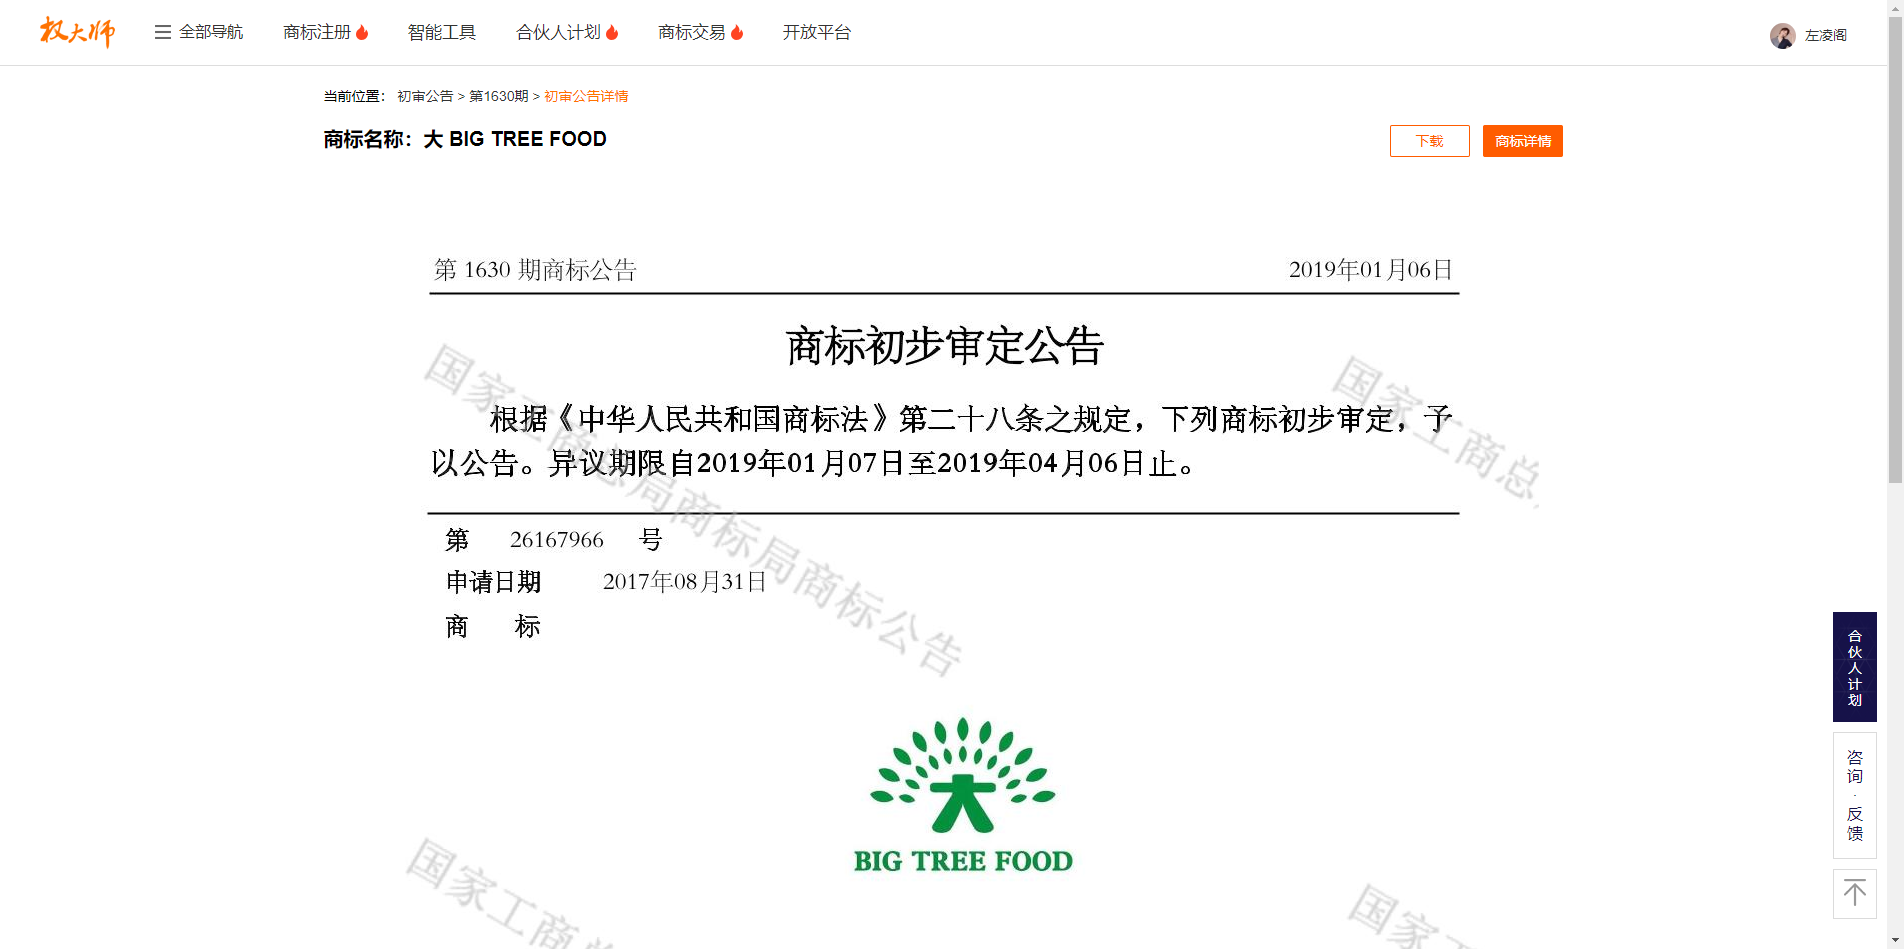 权大师 全部导航 商标注册 智能工具 合伙人计划 商标交易 开放平台 左凌阁
当前位置： 初审公告 > 第1630期 > 初审公告详情
商标名称：大 BIG TREE FOOD
下载 商标详情
第 1630 期商标公告 2019年01月06日
商标初步审定公告
根据《中华人民共和国商标法》第二十八条之规定，下列商标初步审定，予
以公告。异议期限自2019年01月07日至2019年04月06日止。
第 26167966 号
申请日期 2017年08月31日
商 标
大
BIG TREE FOOD
国家工商总局商标局商标公告
国家工商总
国家工商总
国家工
合伙人计划
咨询·反馈